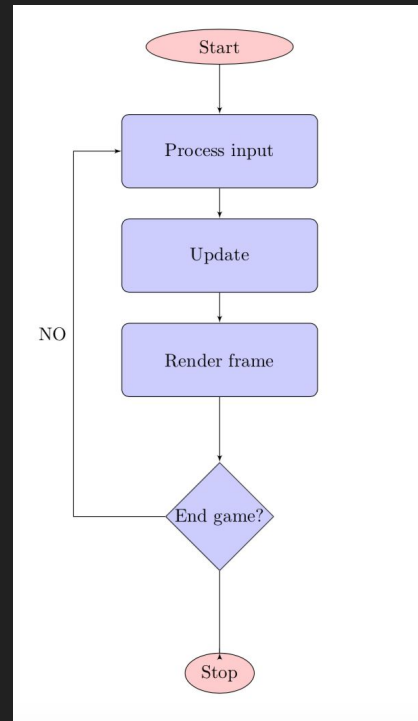 Start
Process input
Update
Render frame
NO
End game?
Stop